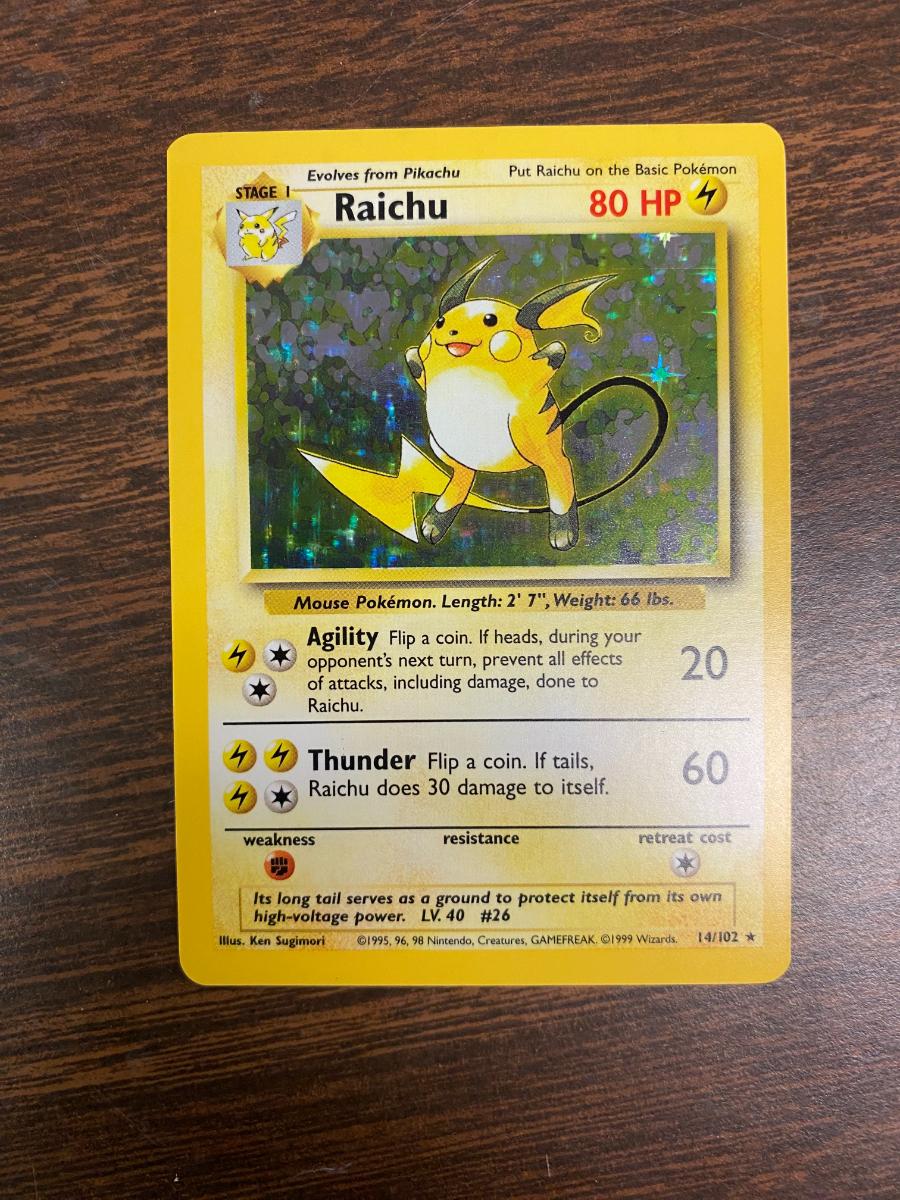 Evolves from Pikachu Put Raichu on the Basic Pokémon
STAGE 1
Raichu 80 HP
Mouse Pokémon. Length: 2' 7", Weight: 66 lbs.
Agility Flip a coin. If heads, during your
opponent's next turn, prevent all effects
of attacks, including damage, done to
Raichu.
20
Thunder Flip a coin. If tails,
Raichu does 30 damage to itself.
60
weakness resistance retreat cost
Its long tail serves as a ground to protect itself from its own
high-voltage power. LV. 40 #26
Illus. Ken Sugimori ©1995, 96, 98 Nintendo, Creatures, GAMEFREAK. ©1999 Wizards. 14/102 ★